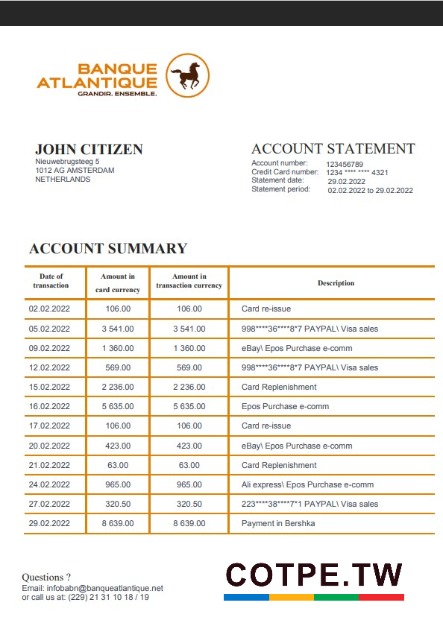 BANQUE
ATLANTIQUE
GRANDIR. ENSEMBLE.
JOHN CITIZEN
Nieuwebrugsteeg 5
1012 AG AMSTERDAM
NETHERLANDS
ACCOUNT STATEMENT
Account number: 123456789
Credit Card number: 1234 **** **** 4321
Statement date: 29.02.2022
Statement period: 02.02.2022 to 29.02.2022
ACCOUNT SUMMARY
Date of transaction Amount in card currency Amount in transaction currency Description
02.02.2022 106.00 106.00 Card re-issue
05.02.2022 3 541.00 3 541.00 998****36****8*7 PAYPAL\ Visa sales
09.02.2022 1 360.00 1 360.00 eBay\ Epos Purchase e-comm
12.02.2022 569.00 569.00 998****36****8*7 PAYPAL\ Visa sales
15.02.2022 2 236.00 2 236.00 Card Replenishment
16.02.2022 5 635.00 5 635.00 Epos Purchase e-comm
17.02.2022 106.00 106.00 Card re-issue
20.02.2022 423.00 423.00 eBay\ Epos Purchase e-comm
21.02.2022 63.00 63.00 Card Replenishment
24.02.2022 965.00 965.00 Ali express\ Epos Purchase e-comm
27.02.2022 320.50 320.50 223****38****7*1 PAYPAL\ Visa sales
29.02.2022 8 639.00 8 639.00 Payment in Bershka
Questions ?
Email: infobabn@banqueatlantique.net
or call us at: (229) 21 31 10 18 / 19
COTPE.TW